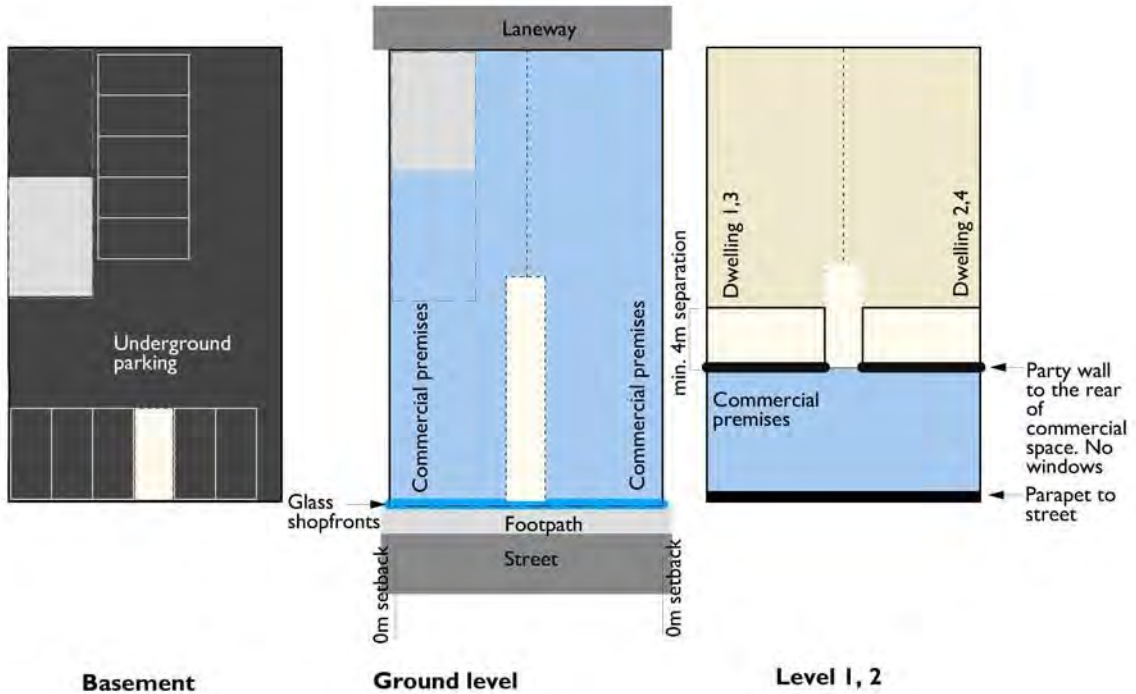 Laneway
Underground
parking
Commercial premises
Commercial premises
Glass
shopfronts
Footpath
Street
0m setback
0m setback
Dwelling 1,3
Dwelling 2,4
min. 4m separation
Commercial
premises
Party wall
to the rear
of
commercial
space. No
windows
Parapet to
street
Basement
Ground level
Level 1, 2